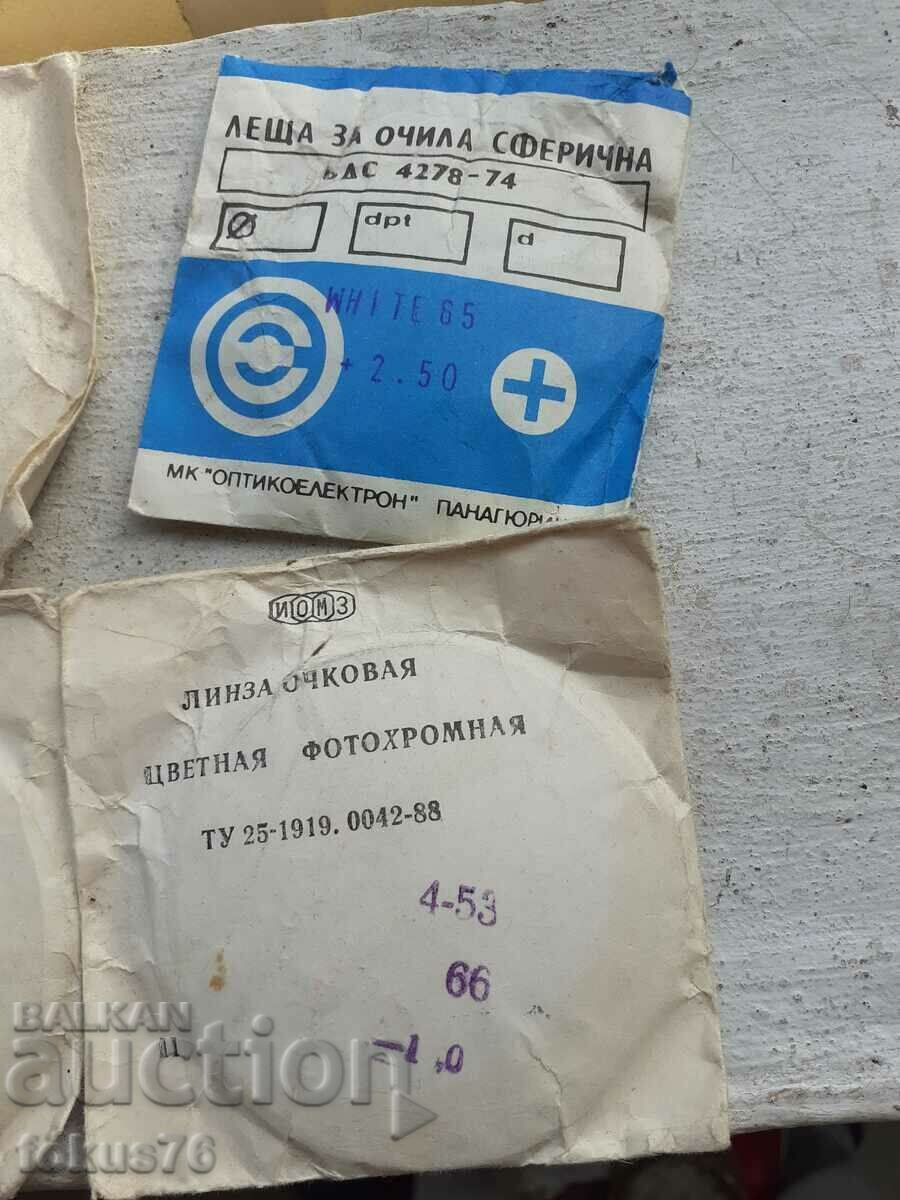 ЛЕЩА ЗА ОЧИЛА СФЕРИЧНА
БДС 4278-74
Ø dpt d
WHITE 65
+ 2.50
МК "ОПТИКОЕЛЕКТРОН"
ИОМЗ
ЛИНЗА ОЧКОВАЯ
ЦВЕТНАЯ ФОТОХРОМНАЯ
ТУ 25-1919. 0042-88
4-53
66
-1,0
BALKAN
auction
fokus76